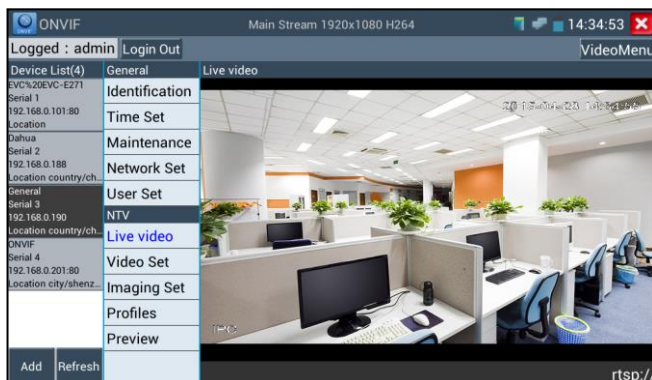 ONVIF
Main Stream 1920x1080 H264
14:34:53
Logged : admin
Login Out
VideoMenu
Device List(4)
EVC%20EVC-E271
Serial 1
192.168.0.101:80
Location
Dahua
Serial 2
192.168.0.188
Location country/ch...
General
Serial 3
192.168.0.190
Location country/ch...
ONVIF
Serial 4
192.168.0.201:80
Location city/shenz...
Add
Refresh
General
Identification
Time Set
Maintenance
Network Set
User Set
NTV
Live video
Video Set
Imaging Set
Profiles
Preview
Live video
IPC
rtsp:/